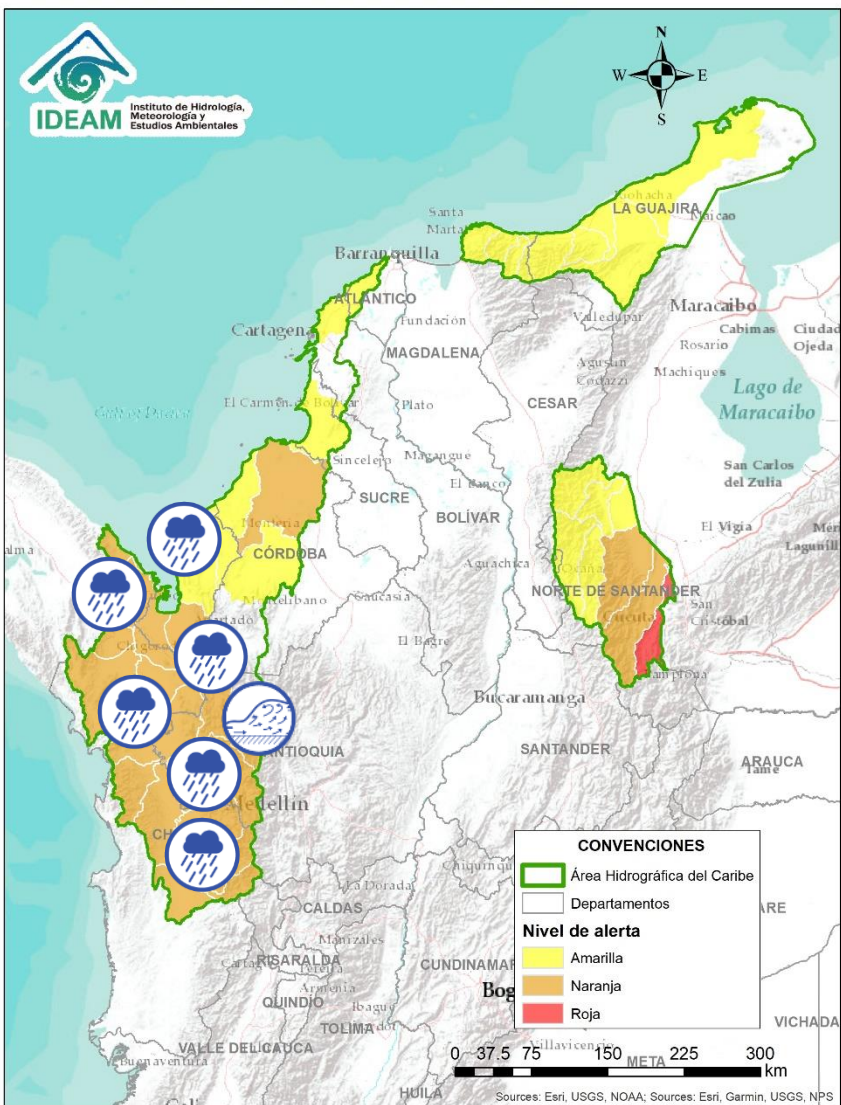 IDEAM
Instituto de Hidrología,
Meteorología y
Estudios Ambientales
N
W
E
S
Riohacha
LA GUAJIRA
Maicao
Santa
Marta
Barranquilla
ATLÁNTICO
Maracaibo
Cabimas
Ciudad
Ojeda
Cartagena
Fundación
Valledupar
Rosario
MAGDALENA
Machiques
Agustín
Codazzi
Lago de
Maracaibo
El Carmen de Bolívar
Plato
CESAR
Sincelejo
Magangue
San Carlos
del Zulia
El Banco
SUCRE
BOLÍVAR
Montería
El Vigía
CÓRDOBA
Aguachica
Ocaña
NORTE DE SANTANDER
Montelíbano
Caucasia
San
Cristóbal
Cúcuta
El Bagre
Pamplona
Bucaramanga
ANTIOQUIA
SANTANDER
ARAUCA
Tame
Medellín
CONVENCIONES
Área Hidrográfica del Caribe
Departamentos
Nivel de alerta
Amarilla
Naranja
Roja
La Dorada
CALDAS
Manizales
RISARALDA
Pereira
Armenia
QUINDÍO
Ibagué
TOLIMA
VICHADA
Villavicencio
VALLE DEL CAUCA
META
Buenaventura
HUILA
0 37.5 75 150 225 300
km
Sources: Esri, USGS, NOAA; Sources: Esri, Garmin, USGS, NPS